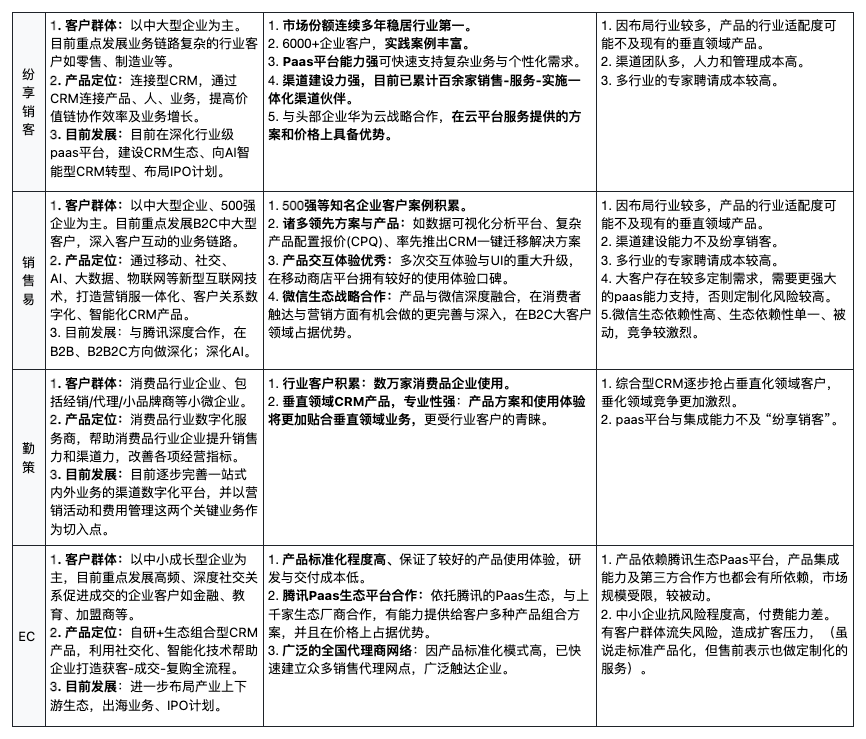 纷
享
销
客
1. 客户群体：以中大型企业为主。
目前重点发展业务链路复杂的行业客
户如零售、制造业等。
2. 产品定位：连接型CRM，通过
CRM连接产品、人、业务，提高价
值链协作效率及业务增长。
3. 目前发展：目前在深化行业级
paas平台，建设CRM生态、向AI智
能型CRM转型、布局IPO计划。
1. 市场份额连续多年稳居行业第一。
2. 6000+企业客户，实践案例丰富。
3. Paas平台能力强可快速支持复杂业务与个性化需求。
4. 渠道建设力强，目前已累计百余家销售-服务-实施一
体化渠道伙伴。
5. 与头部企业华为云战略合作，在云平台服务提供的方
案和价格上具备优势。
1. 因布局行业较多，产品的行业适配度可
能不及现有的垂直领域产品。
2. 渠道团队多，人力和管理成本高。
3. 多行业的专家聘请成本较高。
销
售
易
1. 客户群体：以中大型企业、500强
企业为主。目前重点发展B2C中大型
客户，深入客户互动的业务链路。
2. 产品定位：通过移动、社交、
AI、大数据、物联网等新型互联网技
术，打造营销服一体化、客户关系数
字化、智能化CRM产品。
3. 目前发展：与腾讯深度合作，在
B2B、B2B2C方向做深化；深化AI。
1. 500强等知名企业客户案例积累。
2. 诸多领先方案与产品：如数据可视化分析平台、复杂
产品配置报价(CPQ)、率先推出CRM一键迁移解决方案
3. 产品交互体验优秀：多次交互体验与UI的重大升级，
在移动商店平台拥有较好的使用体验口碑。
4. 微信生态战略合作：产品与微信深度融合，在消费者
触达与营销方面有机会做的更完善与深入，在B2C大客户
领域占据优势。
1. 因布局行业较多，产品的行业适配度可
能不及现有的垂直领域产品。
2. 渠道建设能力不及纷享销客。
3. 多行业的专家聘请成本较高。
4. 大客户存在较多定制需求，需要更强大
的paas能力支持，否则定制化风险较高。
5.微信生态依赖性高、生态依赖性单一、被
动，竞争较激烈。
勤
策
1. 客户群体：消费品行业企业、包
括经销/代理/小品牌商等小微企业。
2. 产品定位：消费品行业数字化服
务商，帮助消费品行业企业提升销售
力和渠道力，改善各项经营指标。
3. 目前发展：目前逐步完善一站式
内外业务的渠道数字化平台，并以营
销活动和费用管理这两个关键业务作
为切入点。
1. 行业客户积累：数万家消费品企业使用。
2. 垂直领域CRM产品，专业性强：产品方案和使用体验
将更加贴合垂直领域业务，更受行业客户的青睐。
1. 综合型CRM逐步抢占垂直化领域客户，
垂化领域竞争更加激烈。
2. paas平台与集成能力不及 “纷享销客”。
EC
1. 客户群体：以中小成长型企业为
主，目前重点发展高频、深度社交关
系促进成交的企业客户如金融、教
育、加盟商等。
2. 产品定位：自研+生态组合型CRM
产品，利用社交化、智能化技术帮助
企业打造获客-成交-复购全流程。
3. 目前发展：进一步布局产业上下
游生态，出海业务、IPO计划。
1. 产品标准化程度高、保证了较好的产品使用体验，研
发与交付成本低。
2. 腾讯Paas生态平台合作：依托腾讯的Paas生态，与上
千家生态厂商合作，有能力提供给客户多种产品组合方
案，并且在价格上占据优势。
3. 广泛的全国代理商网络：因产品标准化模式高，已快
速建立众多销售代理网点，广泛触达企业。
1. 产品依赖腾讯生态Paas平台，产品集成
能力及第三方合作方也都会有所依赖，市场
规模受限，较被动。
2. 中小企业抗风险程度高，付费能力差。
有客户群体流失风险，造成扩客压力，（虽
说走标准产品化，但售前表示也做定制化的
服务）。